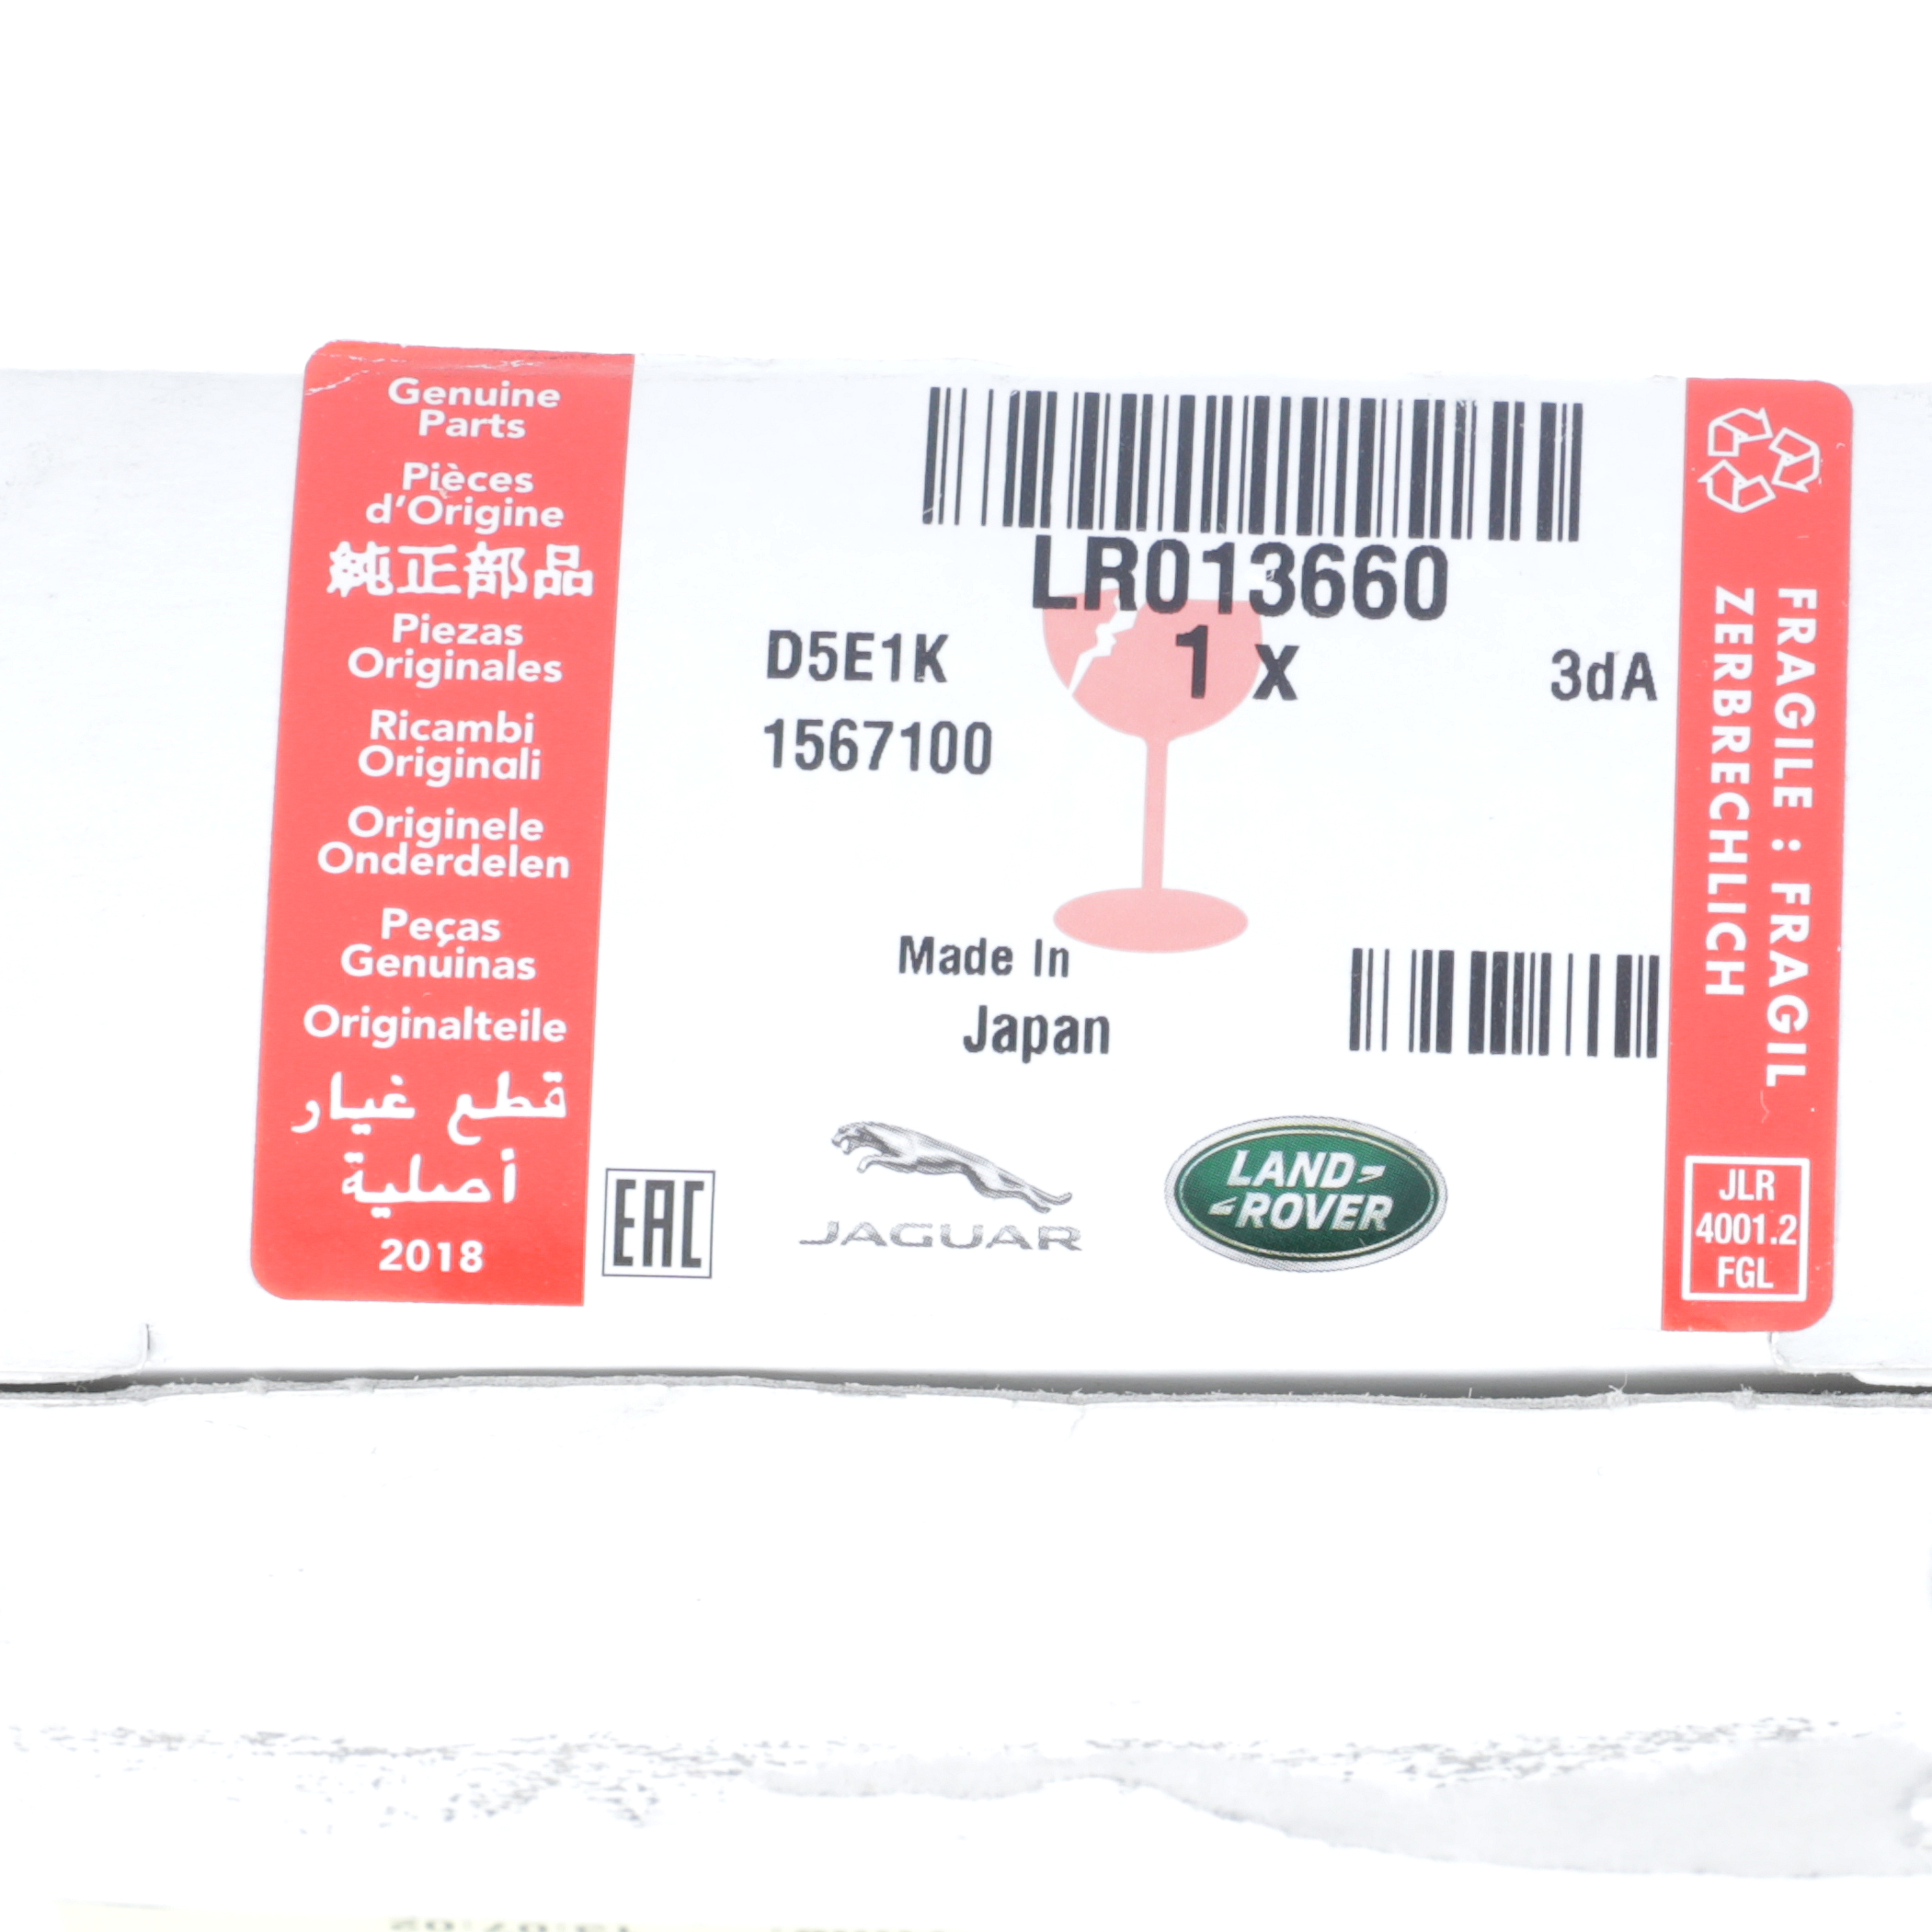 Genuine
Parts
Pièces
d'Origine
純正部品
Piezas
Originales
Ricambi
Originali
Originele
Onderdelen
Peças
Genuinas
Originalteile
قطع غيار
أصلية
2018
EAC
LR013660
D5E1K
1 x
3dA
1567100
Made In
Japan
JAGUAR
LAND
ROVER
FRAGILE : FRAGIL
ZERBRECHLICH
JLR
4001.2
FGL